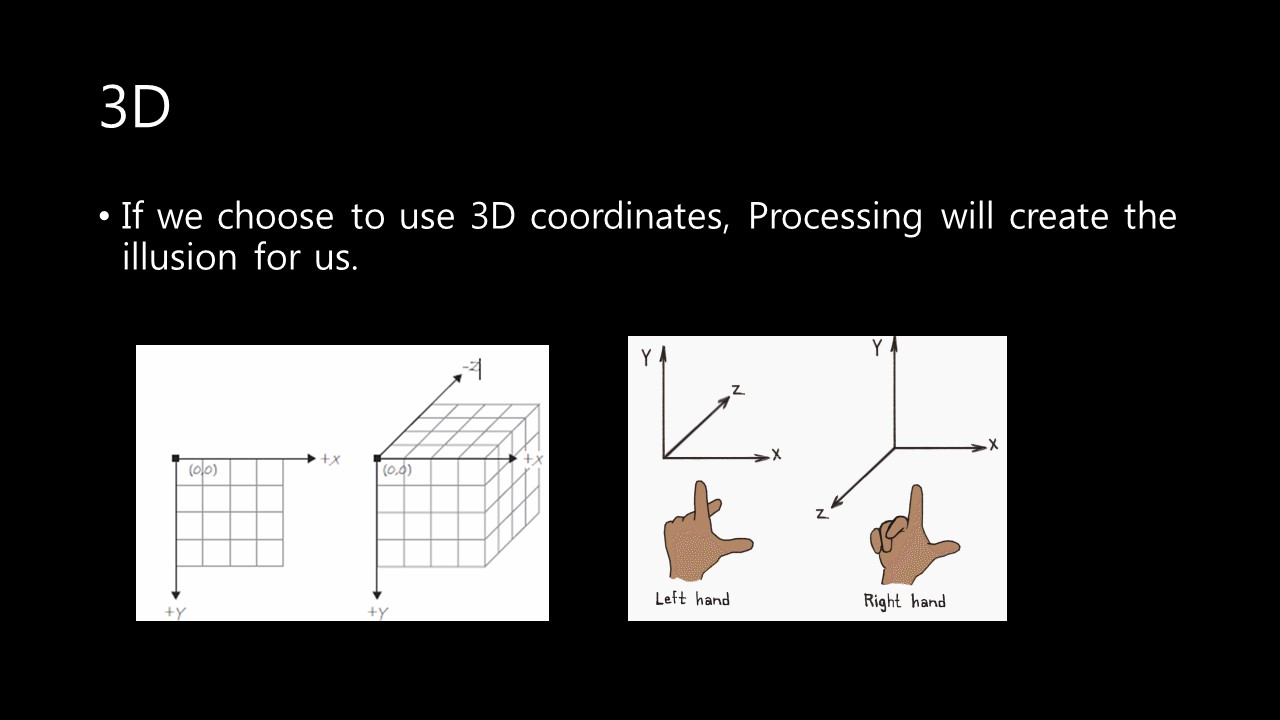 3D
• If we choose to use 3D coordinates, Processing will create the
illusion for us.
-Z
+X
(0,0)
+Y
+X
(0,0)
+Y
Y
Z
X
Left hand
Y
X
Z
Right hand